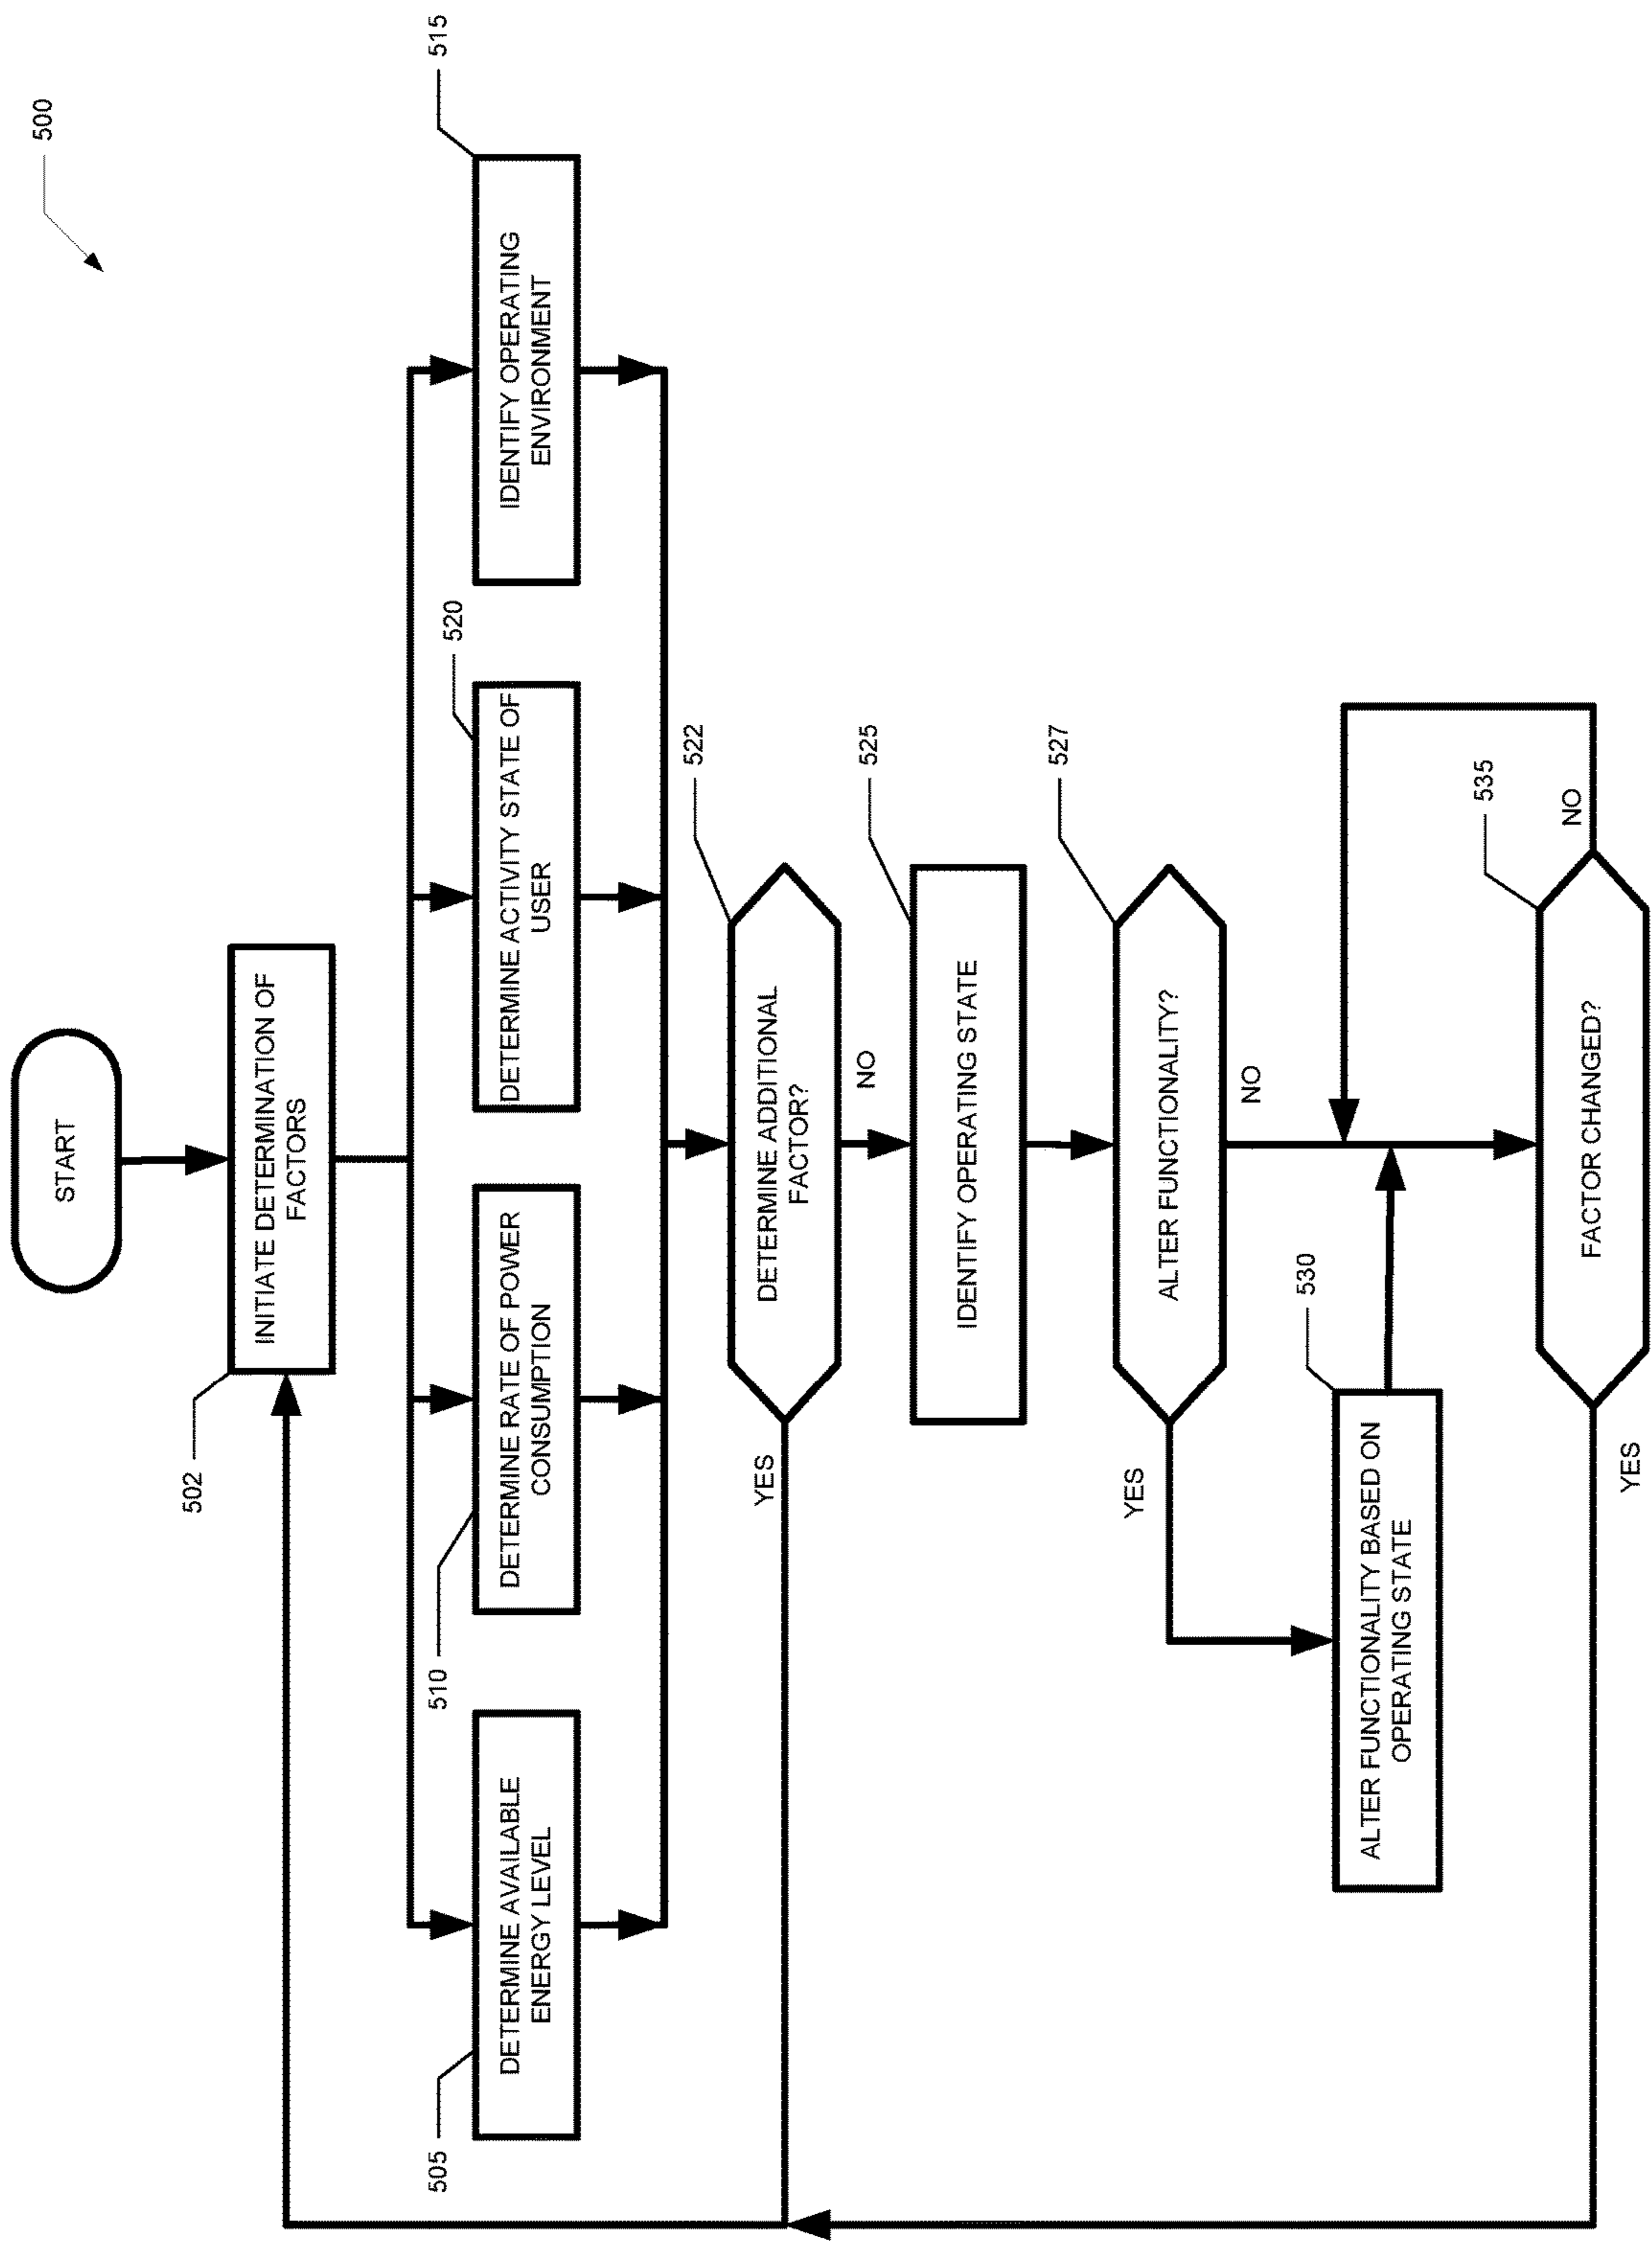 500
START
502
INITIATE DETERMINATION OF
FACTORS
505
DETERMINE AVAILABLE
ENERGY LEVEL
510
DETERMINE RATE OF POWER
CONSUMPTION
520
DETERMINE ACTIVITY STATE OF
USER
515
IDENTIFY OPERATING
ENVIRONMENT
522
DETERMINE ADDITIONAL
FACTOR?
YES
NO
525
IDENTIFY OPERATING STATE
527
ALTER FUNCTIONALITY?
YES
NO
530
ALTER FUNCTIONALITY BASED ON
OPERATING STATE
535
FACTOR CHANGED?
NO
YES